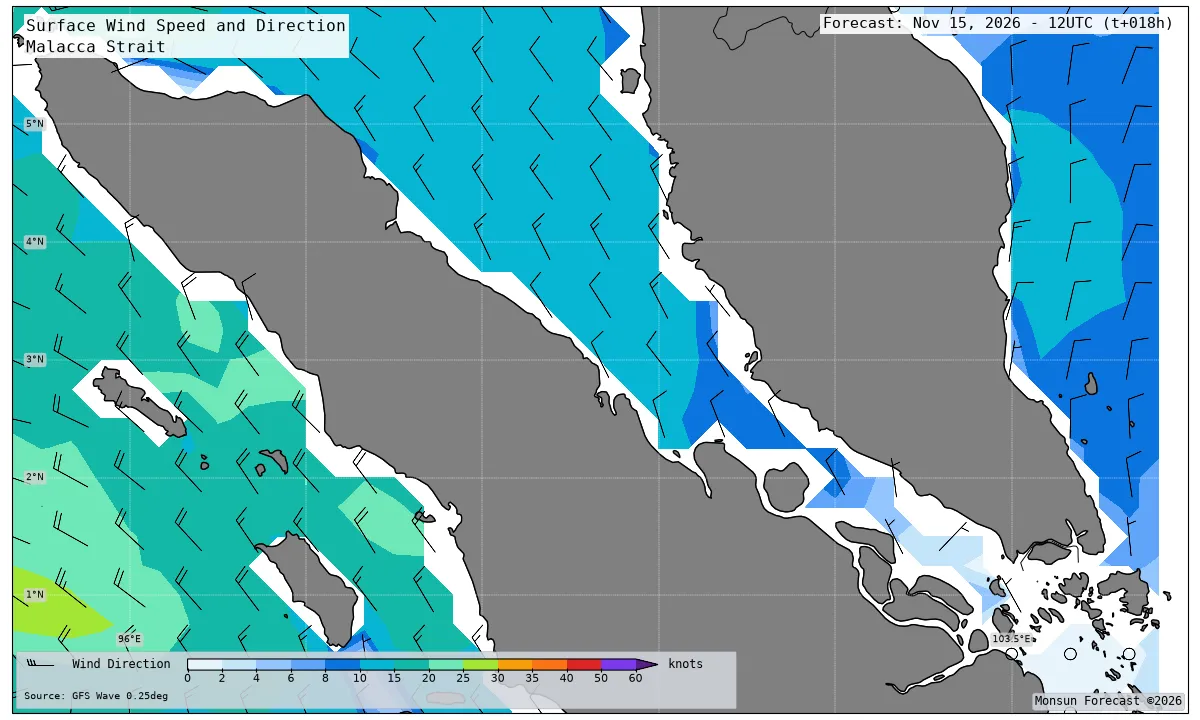 Surface Wind Speed and Direction
Malacca Strait
Forecast: Nov 15, 2026 - 12UTC (t+018h)
5°N
4°N
3°N
2°N
1°N
96°E
103.5°E
Wind Direction
0 2 4 6 8 10 15 20 25 30 35 40 50 60
knots
Source: GFS Wave 0.25deg
Monsun Forecast ©2026